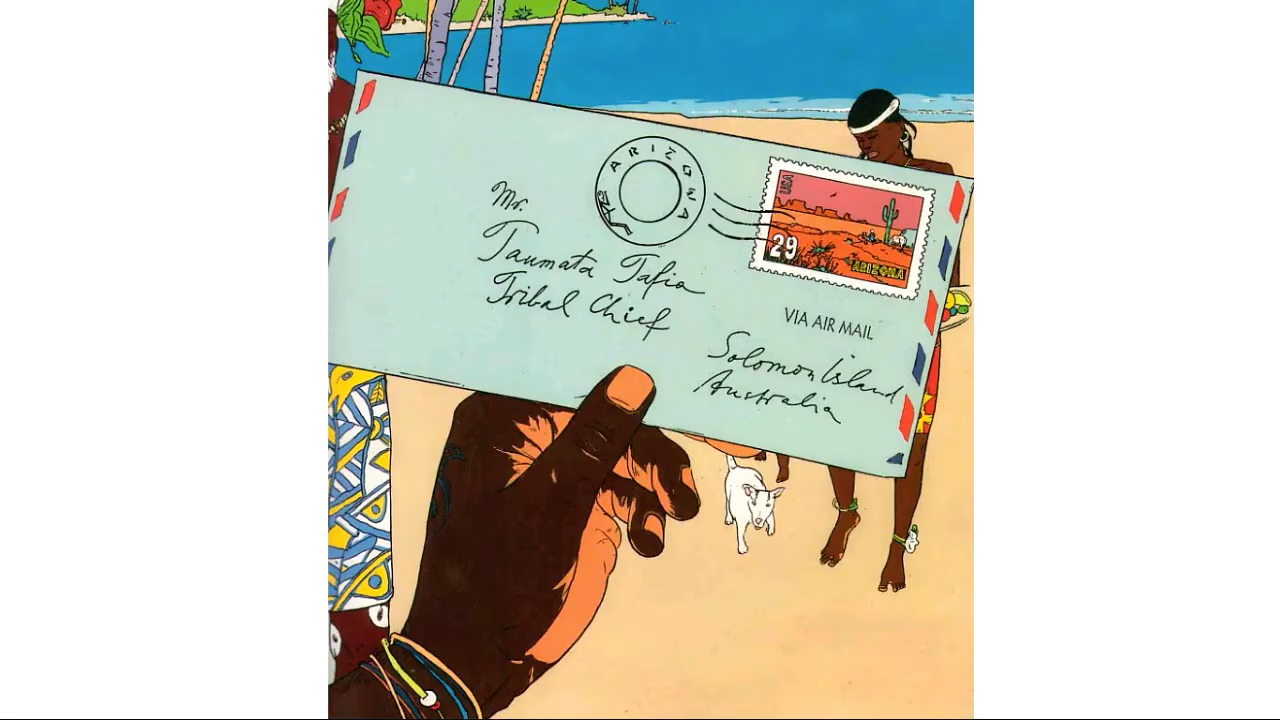 ARIZONA
USA
29
ARIZONA
Mr.
Taumata Tafia
Tribal Chief
VIA AIR MAIL
Solomon Island
Australia